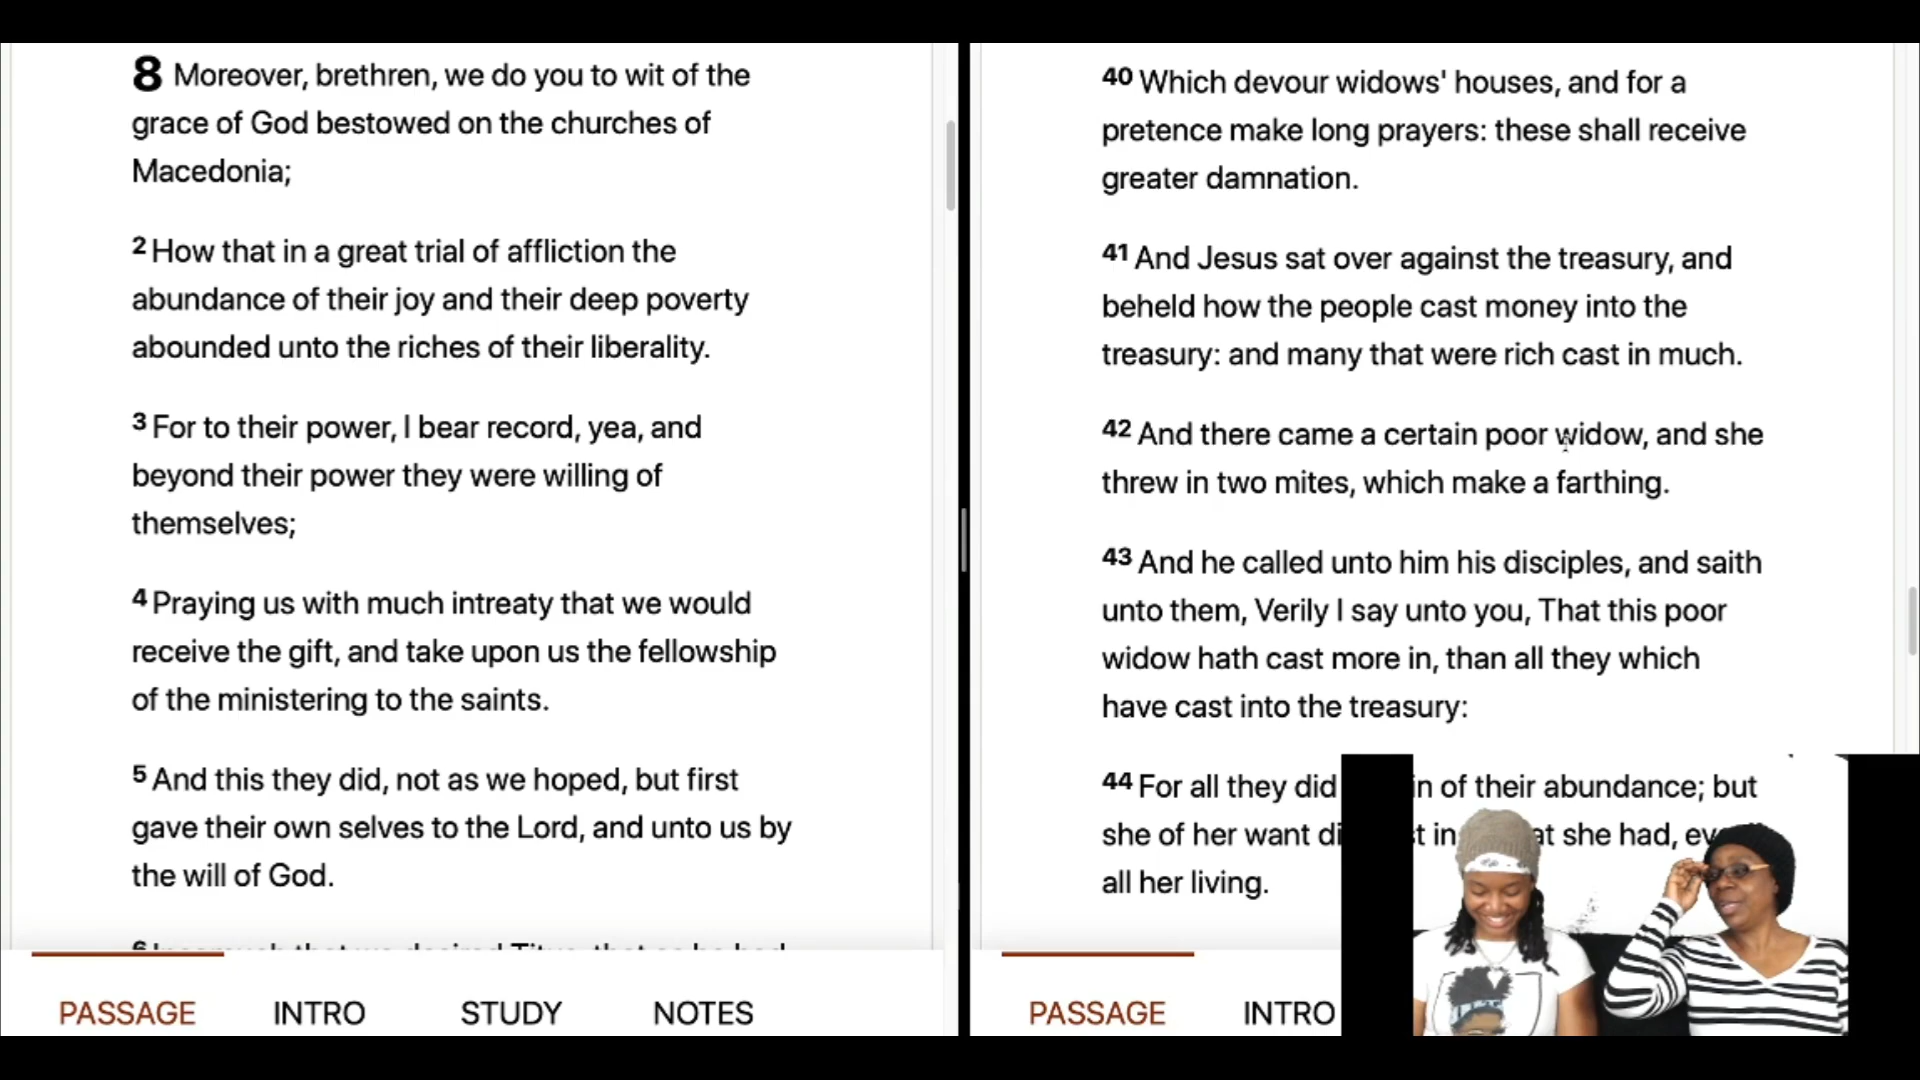 8 Moreover, brethren, we do you to wit of the
grace of God bestowed on the churches of
Macedonia;
2 How that in a great trial of affliction the
abundance of their joy and their deep poverty
abounded unto the riches of their liberality.
3 For to their power, I bear record, yea, and
beyond their power they were willing of
themselves;
4 Praying us with much intreaty that we would
receive the gift, and take upon us the fellowship
of the ministering to the saints.
5 And this they did, not as we hoped, but first
gave their own selves to the Lord, and unto us by
the will of God.
PASSAGE INTRO STUDY NOTES
40 Which devour widows' houses, and for a
pretence make long prayers: these shall receive
greater damnation.
41 And Jesus sat over against the treasury, and
beheld how the people cast money into the
treasury: and many that were rich cast in much.
42 And there came a certain poor widow, and she
threw in two mites, which make a farthing.
43 And he called unto him his disciples, and saith
unto them, Verily I say unto you, That this poor
widow hath cast more in, than all they which
have cast into the treasury:
44 For all they did in of their abundance; but
she of her want she had,
all her living.
PASSAGE INTRO